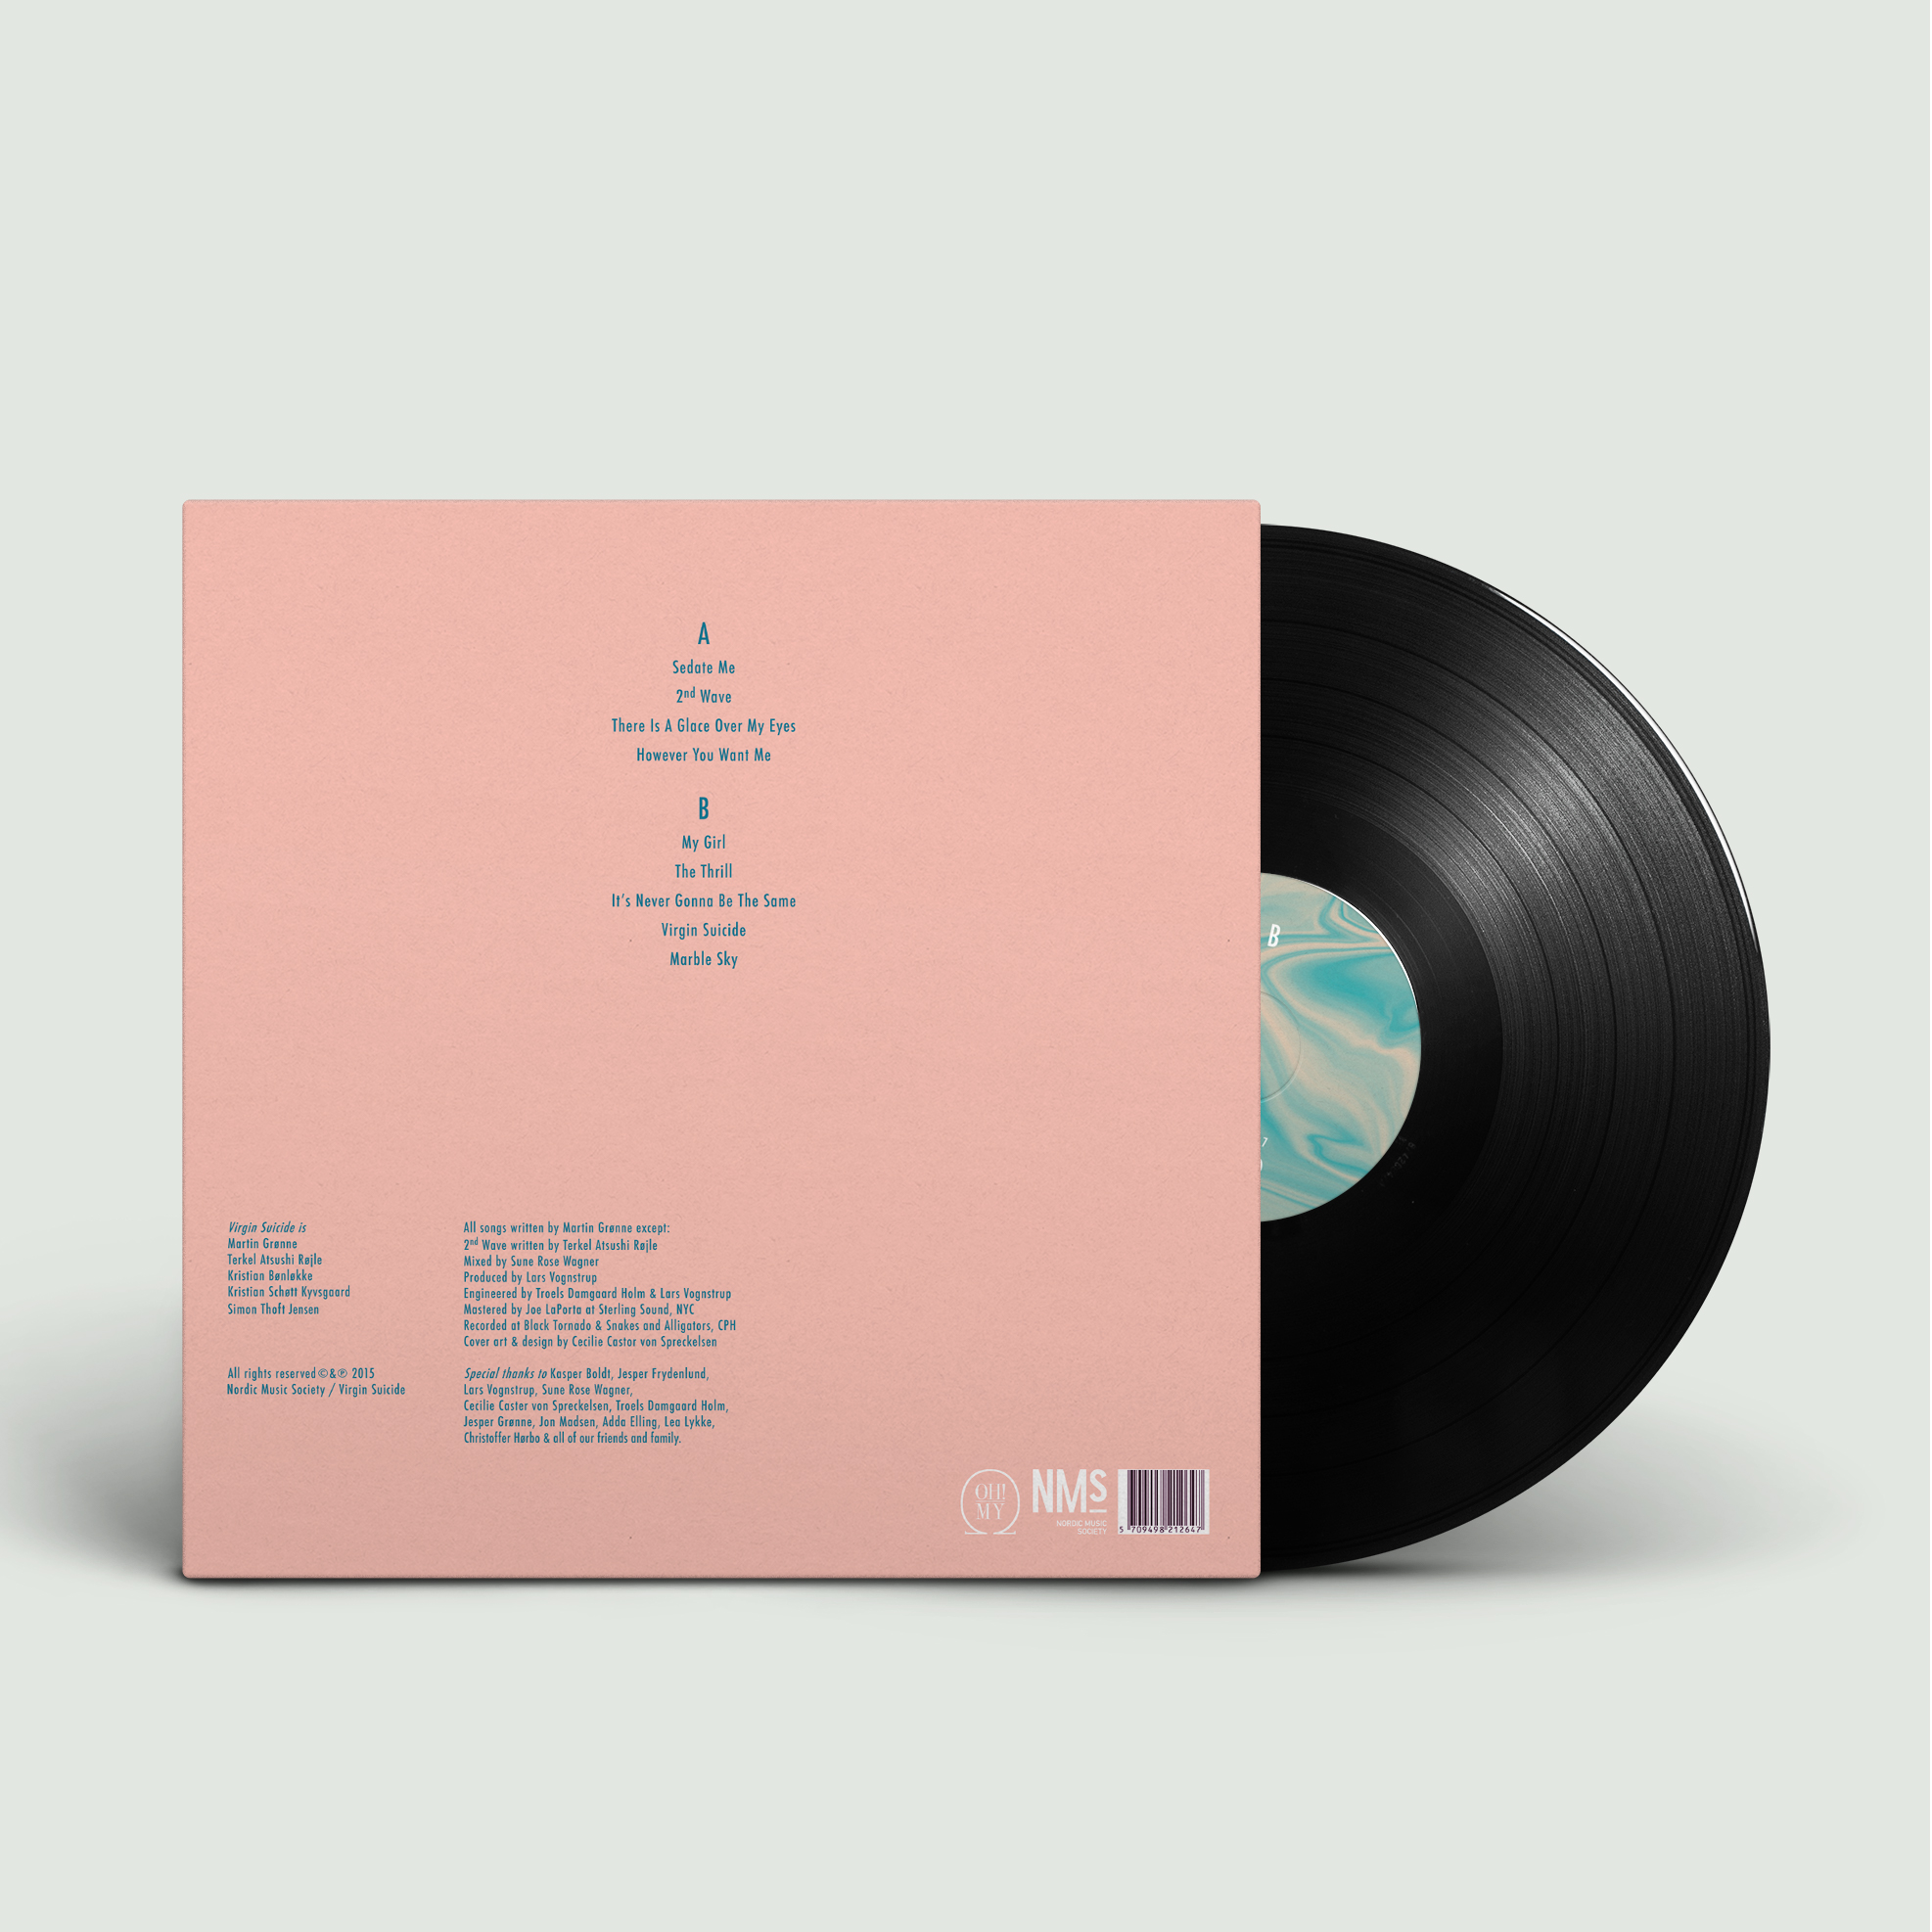 A
Sedate Me
2nd Wave
There Is A Glace Over My Eyes
However You Want Me
B
My Girl
The Thrill
It's Never Gonna Be The Same
Virgin Suicide
Marble Sky
B
7
Virgin Suicide is
Martin Grønne
Terkel Atsushi Røjle
Kristian Bønløkke
Kristian Schøtt Kyvsgaard
Simon Thoft Jensen
All rights reserved ©&℗ 2015
Nordic Music Society / Virgin Suicide
All songs written by Martin Grønne except:
2nd Wave written by Terkel Atsushi Røjle
Mixed by Sune Rose Wagner
Produced by Lars Vognstrup
Engineered by Troels Damgaard Holm & Lars Vognstrup
Mastered by Joe LaPorta at Sterling Sound, NYC
Recorded at Black Tornado & Snakes and Alligators, CPH
Cover art & design by Cecilie Castor von Spreckelsen
Special thanks to Kasper Boldt, Jesper Frydenlund,
Lars Vognstrup, Sune Rose Wagner,
Cecilie Caster von Spreckelsen, Troels Damgaard Holm,
Jesper Grønne, Jon Madsen, Adda Elling, Lea Lykke,
Christoffer Hørbo & all of our friends and family.
OH!
MY
NMS
NORDIC MUSIC
SOCIETY
5 709498 212647